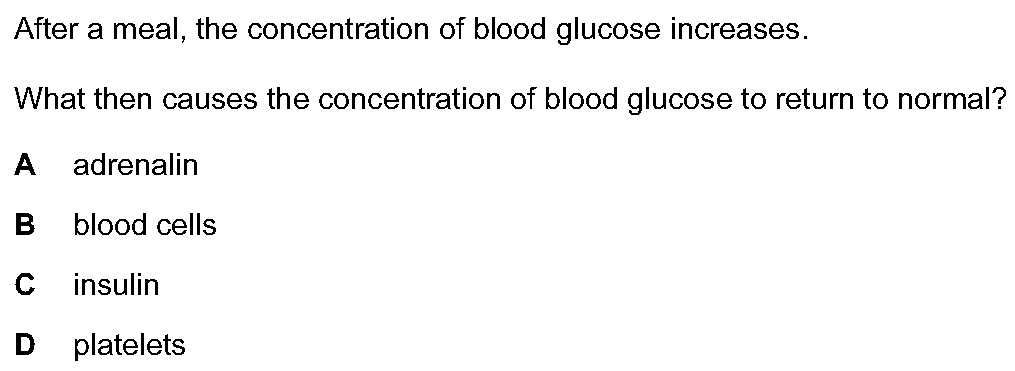 After a meal, the concentration of blood glucose increases.
What then causes the concentration of blood glucose to return to normal?
A adrenalin
B blood cells
C insulin
D platelets